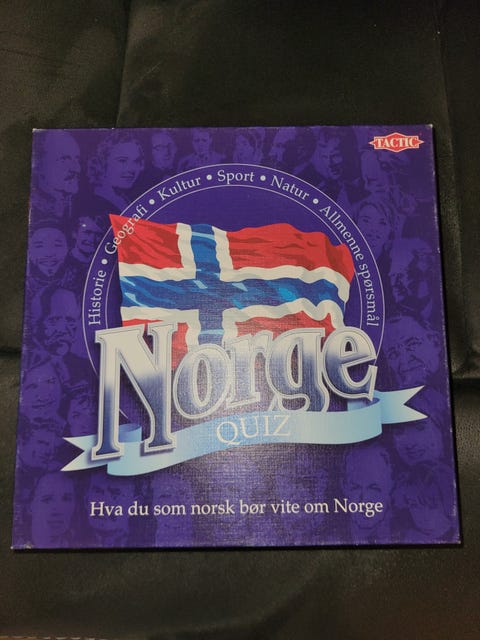 TACTIC
Historie • Geografi • Kultur • Sport • Natur • Allmenne spørsmål
Norge
QUIZ
Hva du som norsk bør vite om Norge